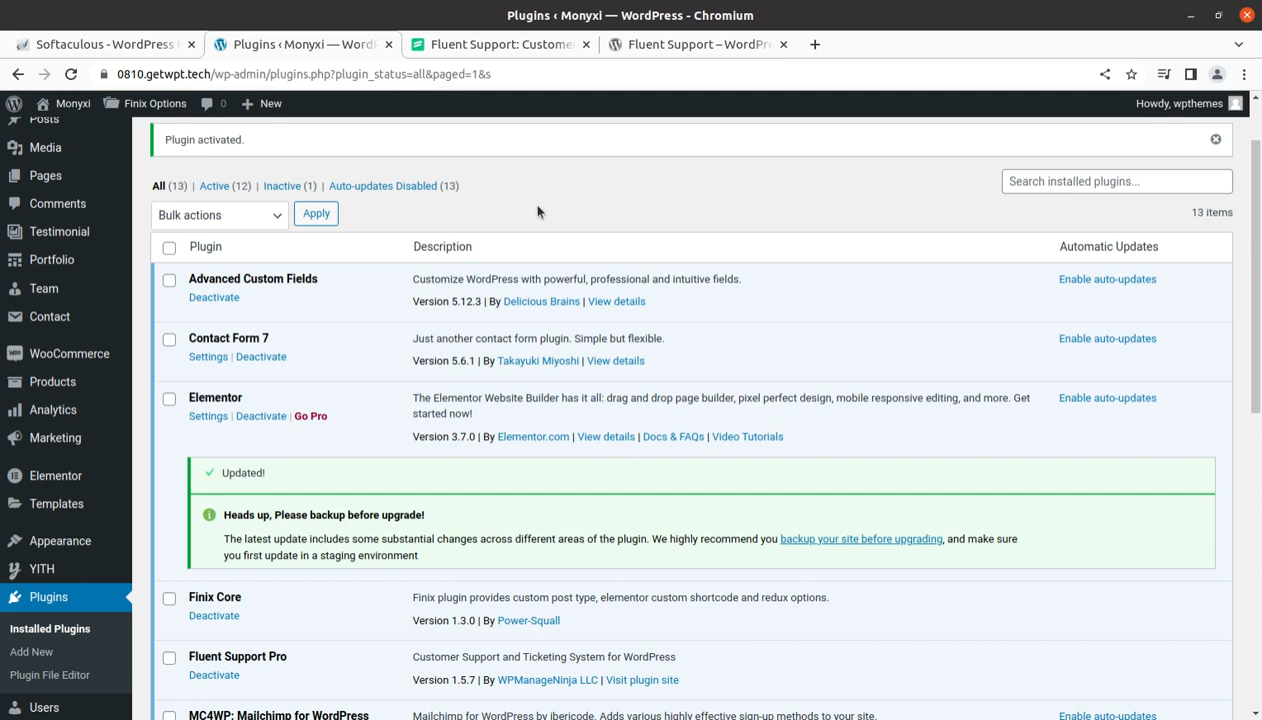 Plugins ‹ Monyxi — WordPress - Chromium
Softaculous - WordPress
Plugins ‹ Monyxi — WordP
Fluent Support: Custome
Fluent Support – WordPre
0810.getwpt.tech/wp-admin/plugins.php?plugin_status=all&paged=1&s
Monyxi
Finix Options
0
New
Howdy, wpthemes
Posts
Media
Pages
Comments
Testimonial
Portfolio
Team
Contact
WooCommerce
Products
Analytics
Marketing
Elementor
Templates
Appearance
YITH
Plugins
Installed Plugins
Add New
Plugin File Editor
Users
Plugin activated.
All (13) | Active (12) | Inactive (1) | Auto-updates Disabled (13)
Search installed plugins...
Bulk actions
Apply
13 items
Plugin Description Automatic Updates
Advanced Custom Fields
Deactivate
Customize WordPress with powerful, professional and intuitive fields.
Version 5.12.3 | By Delicious Brains | View details
Enable auto-updates
Contact Form 7
Settings | Deactivate
Just another contact form plugin. Simple but flexible.
Version 5.6.1 | By Takayuki Miyoshi | View details
Enable auto-updates
Elementor
Settings | Deactivate | Go Pro
The Elementor Website Builder has it all: drag and drop page builder, pixel perfect design, mobile responsive editing, and more. Get
started now!
Version 3.7.0 | By Elementor.com | View details | Docs & FAQs | Video Tutorials
Enable auto-updates
Updated!
Heads up, Please backup before upgrade!
The latest update includes some substantial changes across different areas of the plugin. We highly recommend you backup your site before upgrading, and make sure
you first update in a staging environment
Finix Core
Deactivate
Finix plugin provides custom post type, elementor custom shortcode and redux options.
Version 1.3.0 | By Power-Squall
Fluent Support Pro
Deactivate
Customer Support and Ticketing System for WordPress
Version 1.5.7 | By WPManageNinja LLC | Visit plugin site
MC4WP: Mailchimp for WordPress
Mailchimp for WordPress by ibericode. Adds various highly effective sign-up methods to your site.
Enable auto-updates